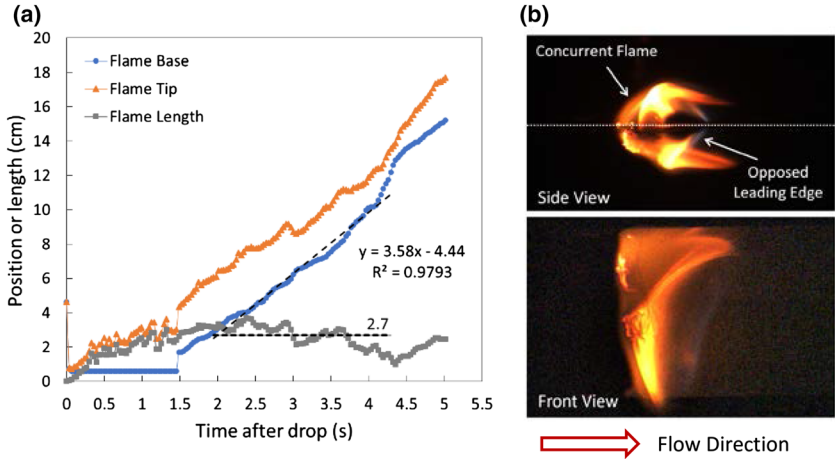 (a)
20
18
16
14
12
10
8
6
4
2
0
Position or length (cm)
Flame Base
Flame Tip
Flame Length
y = 3.58x - 4.44
R² = 0.9793
2.7
0
0.5
1
1.5
2
2.5
3
3.5
4
4.5
5
5.5
Time after drop (s)
(b)
Concurrent Flame
Opposed
Leading Edge
Side View
Front View
Flow Direction